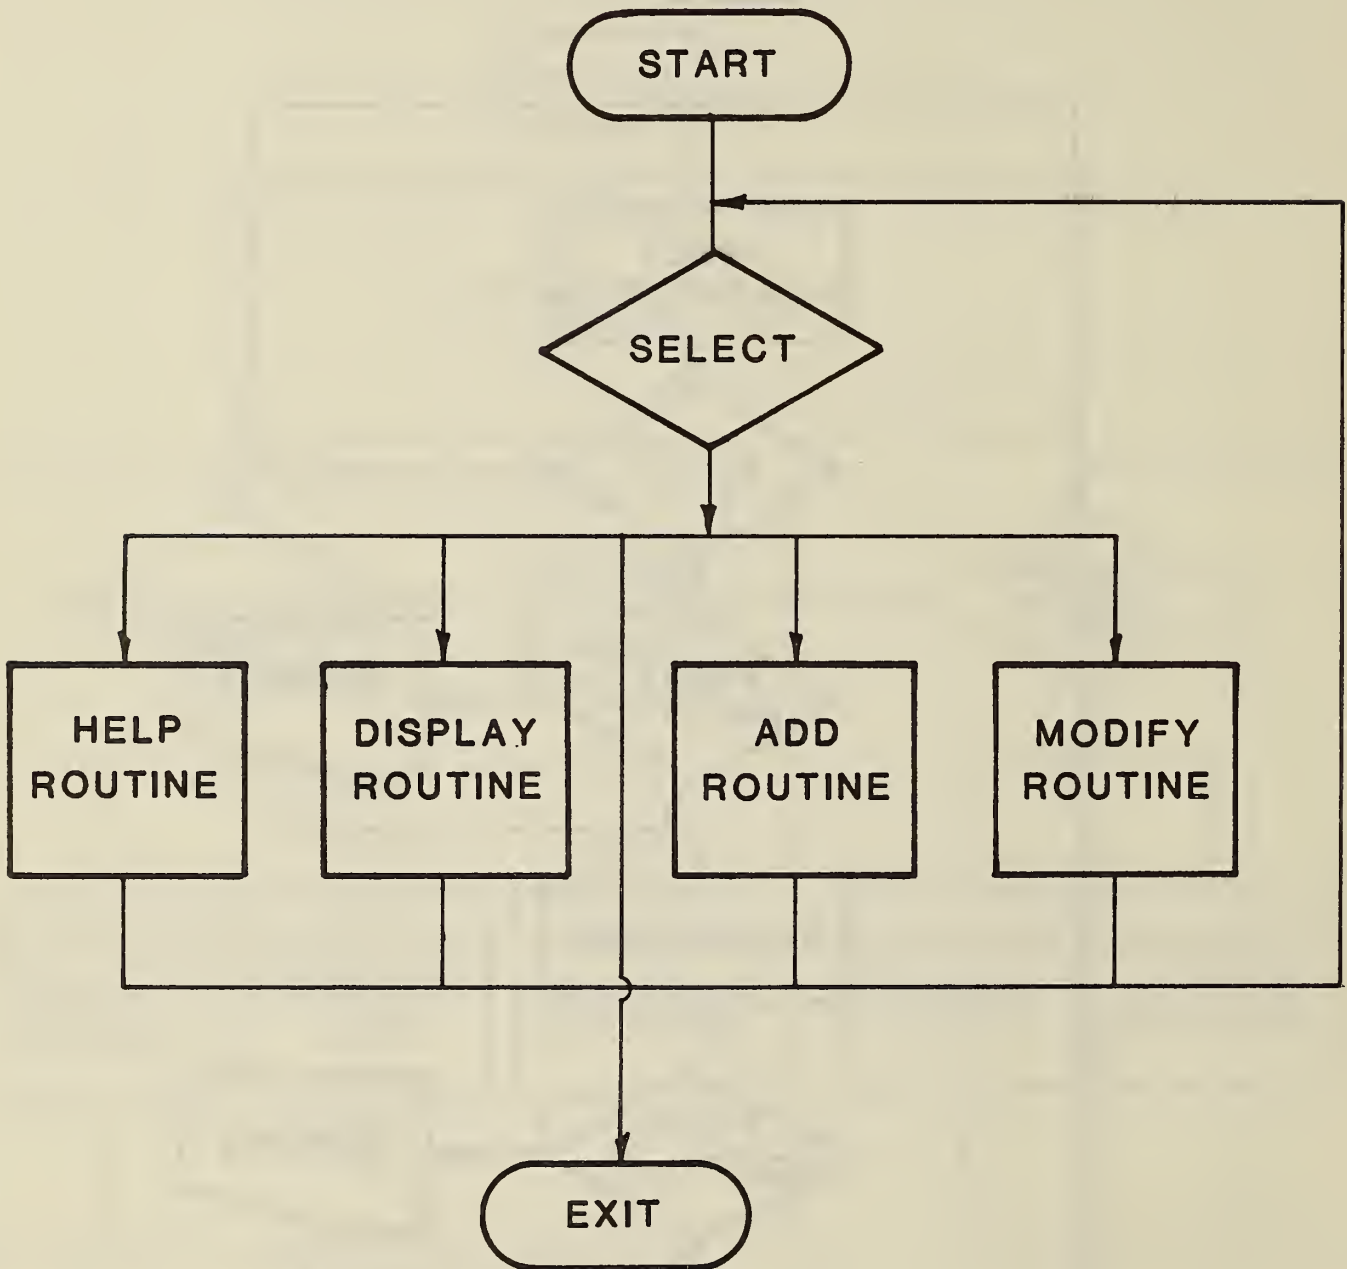 START
SELECT
HELP
ROUTINE
DISPLAY
ROUTINE
ADD
ROUTINE
MODIFY
ROUTINE
EXIT